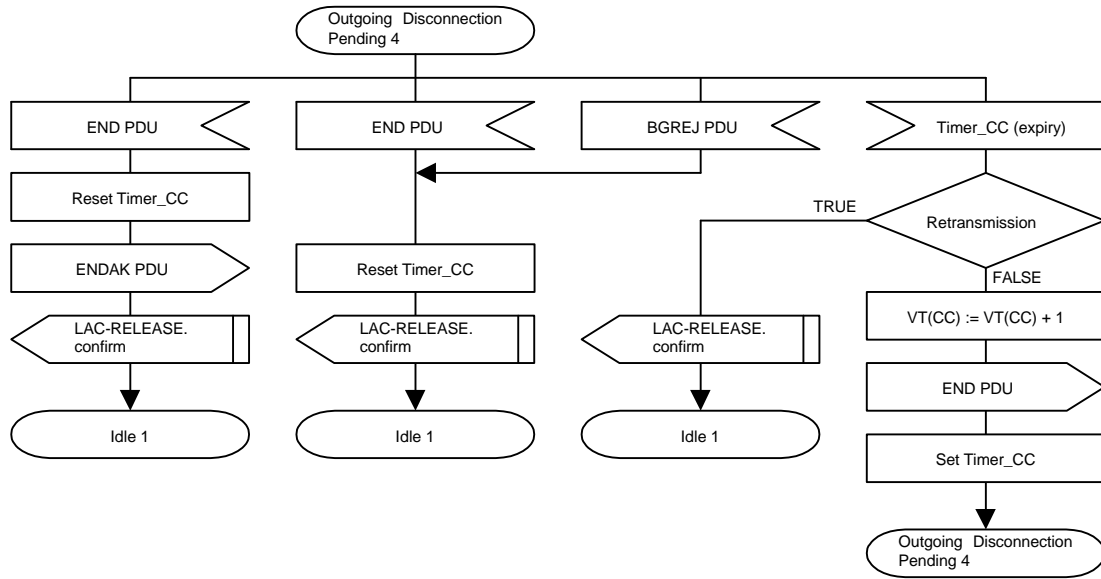 Outgoing Disconnection
Pending 4
END PDU
END PDU
BGREJ PDU
Timer_CC (expiry)
Reset Timer_CC
TRUE
Retransmission
ENDAK PDU
Reset Timer_CC
FALSE
LAC-RELEASE.
confirm
LAC-RELEASE.
confirm
LAC-RELEASE.
confirm
VT(CC) := VT(CC) + 1
END PDU
Idle 1
Idle 1
Idle 1
Set Timer_CC
Outgoing Disconnection
Pending 4